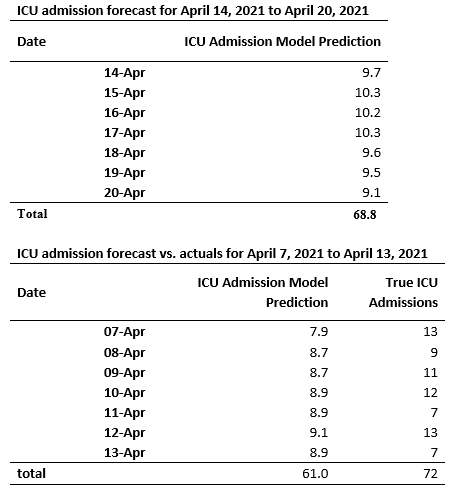 ICU admission forecast for April 14, 2021 to April 20, 2021
Date ICU Admission Model Prediction
14-Apr 9.7
15-Apr 10.3
16-Apr 10.2
17-Apr 10.3
18-Apr 9.6
19-Apr 9.5
20-Apr 9.1
Total 68.8
ICU admission forecast vs. actuals for April 7, 2021 to April 13, 2021
Date ICU Admission Model Prediction True ICU Admissions
07-Apr 7.9 13
08-Apr 8.7 9
09-Apr 8.7 11
10-Apr 8.9 12
11-Apr 8.9 7
12-Apr 9.1 13
13-Apr 8.9 7
total 61.0 72